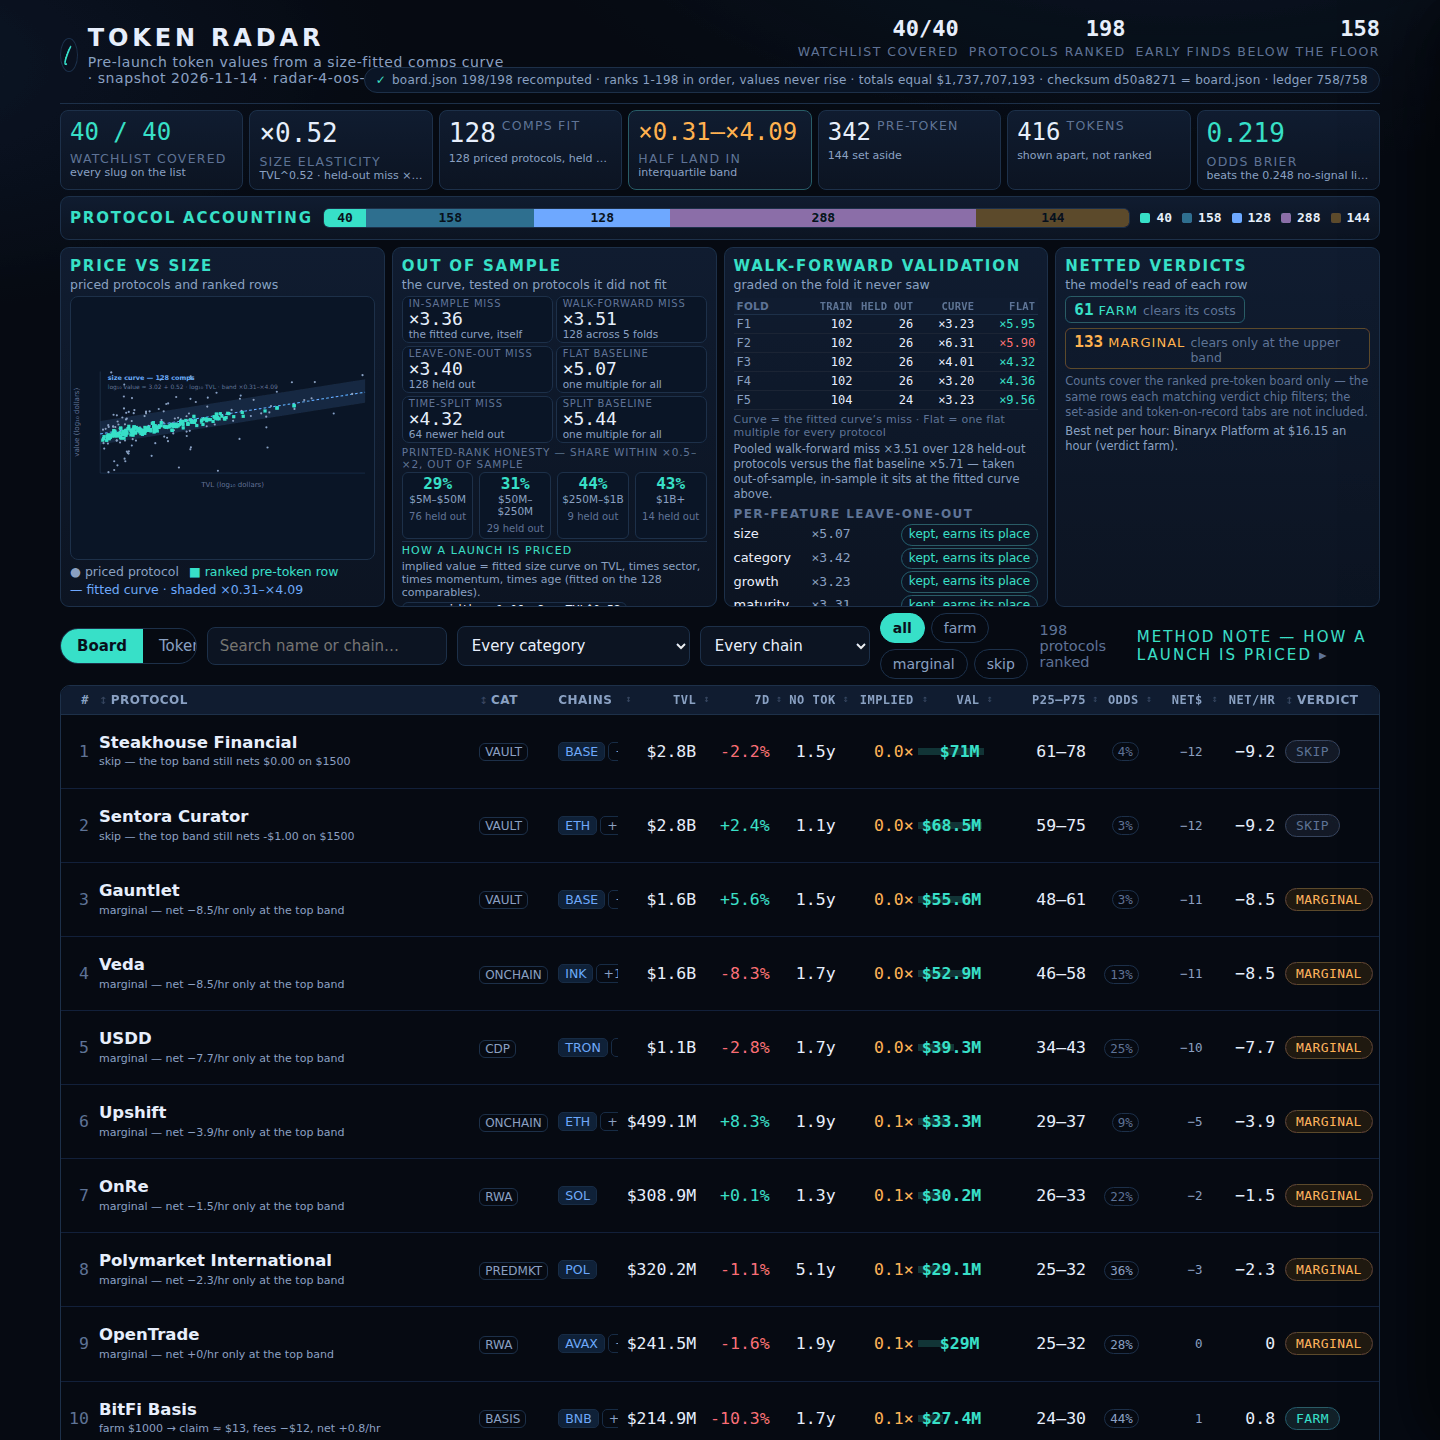 TOKEN RADAR
Pre-launch token values from a size-fitted comps curve
· snapshot 2026-11-14 · radar-4-oos-
40/40
WATCHLIST COVERED
198
PROTOCOLS RANKED
158
EARLY FINDS BELOW THE FLOOR
✓ board.json 198/198 recomputed · ranks 1-198 in order, values never rise · totals equal $1,737,707,193 · checksum d50a8271 = board.json · ledger 758/758
40 / 40
WATCHLIST COVERED
every slug on the list
×0.52
SIZE ELASTICITY
TVL^0.52 · held-out miss ×…
128 COMPS FIT
128 priced protocols, held …
×0.31–×4.09
HALF LAND IN
interquartile band
342 PRE-TOKEN
144 set aside
416 TOKENS
shown apart, not ranked
0.219
ODDS BRIER
beats the 0.248 no-signal li…
PROTOCOL ACCOUNTING 40 158 128 288 144 40 158 128 288 144
PRICE VS SIZE
priced protocols and ranked rows
size curve — 128 comps
TVL (log₁₀ dollars)
value (log₁₀ dollars)
● priced protocol ■ ranked pre-token row
— fitted curve · shaded ×0.31–×4.09
OUT OF SAMPLE
the curve, tested on protocols it did not fit
IN-SAMPLE MISS
×3.36
the fitted curve, itself
WALK-FORWARD MISS
×3.51
128 across 5 folds
LEAVE-ONE-OUT MISS
×3.40
128 held out
FLAT BASELINE
×5.07
one multiple for all
TIME-SPLIT MISS
×4.32
64 newer held out
SPLIT BASELINE
×5.44
one multiple for all
PRINTED-RANK HONESTY — SHARE WITHIN ×0.5–
×2, OUT OF SAMPLE
29%
$5M–$50M
76 held out
31%
$50M–
$250M
29 held out
44%
$250M–$1B
9 held out
43%
$1B+
14 held out
HOW A LAUNCH IS PRICED
implied value = fitted size curve on TVL, times sector,
times momentum, times age (fitted on the 128
comparables).
WALK-FORWARD VALIDATION
graded on the fold it never saw
FOLD TRAIN HELD OUT CURVE FLAT
F1 102 26 ×3.23 ×5.95
F2 102 26 ×6.31 ×5.90
F3 102 26 ×4.01 ×4.32
F4 102 26 ×3.20 ×4.36
F5 104 24 ×3.23 ×9.56
Curve = the fitted curve's miss · Flat = one flat
multiple for every protocol
Pooled walk-forward miss ×3.51 over 128 held-out
protocols versus the flat baseline ×5.71 — taken
out-of-sample, in-sample it sits at the fitted curve
above.
PER-FEATURE LEAVE-ONE-OUT
size ×5.07 kept, earns its place
category ×3.42 kept, earns its place
growth ×3.23 kept, earns its place
maturity ×3.31 kept, earns its place
NETTED VERDICTS
the model's read of each row
61 FARM clears its costs
133 MARGINAL clears only at the upper
band
Counts cover the ranked pre-token board only — the
same rows each matching verdict chip filters; the
set-aside and token-on-record tabs are not included.
Best net per hour: Binaryx Platform at $16.15 an
hour (verdict farm).
Board Token
Search name or chain…
Every category
Every chain
all farm
marginal skip
198
protocols
ranked
METHOD NOTE — HOW A
LAUNCH IS PRICED ▸
# ↕ PROTOCOL ↕ CAT CHAINS ↕ TVL ↕ 7D ↕ NO TOK ↕ IMPLIED ↕ VAL ↕ P25–P75 ↕ ODDS ↕ NET$ ↕ NET/HR ↕ VERDICT
1 Steakhouse Financial VAULT BASE $2.8B -2.2% 1.5y 0.0× $71M 61–78 4% −12 −9.2 SKIP
skip — the top band still nets $0.00 on $1500
2 Sentora Curator VAULT ETH + $2.8B +2.4% 1.1y 0.0× $68.5M 59–75 3% −12 −9.2 SKIP
skip — the top band still nets -$1.00 on $1500
3 Gauntlet VAULT BASE $1.6B +5.6% 1.5y 0.0× $55.6M 48–61 3% −11 −8.5 MARGINAL
marginal — net −8.5/hr only at the top band
4 Veda ONCHAIN INK +1 $1.6B -8.3% 1.7y 0.0× $52.9M 46–58 13% −11 −8.5 MARGINAL
marginal — net −8.5/hr only at the top band
5 USDD CDP TRON $1.1B -2.8% 1.7y 0.0× $39.3M 34–43 25% −10 −7.7 MARGINAL
marginal — net −7.7/hr only at the top band
6 Upshift ONCHAIN ETH + $499.1M +8.3% 1.9y 0.1× $33.3M 29–37 9% −5 −3.9 MARGINAL
marginal — net −3.9/hr only at the top band
7 OnRe RWA SOL $308.9M +0.1% 1.3y 0.1× $30.2M 26–33 22% −2 −1.5 MARGINAL
marginal — net −1.5/hr only at the top band
8 Polymarket International PREDMKT POL $320.2M -1.1% 5.1y 0.1× $29.1M 25–32 36% −3 −2.3 MARGINAL
marginal — net −2.3/hr only at the top band
9 OpenTrade RWA AVAX $241.5M -1.6% 1.9y 0.1× $29M 25–32 28% 0 0 MARGINAL
marginal — net +0/hr only at the top band
10 BitFi Basis BASIS BNB + $214.9M -10.3% 1.7y 0.1× $27.4M 24–30 44% 1 0.8 FARM
farm $1000 → claim ≈ $13, fees −$12, net +0.8/hr